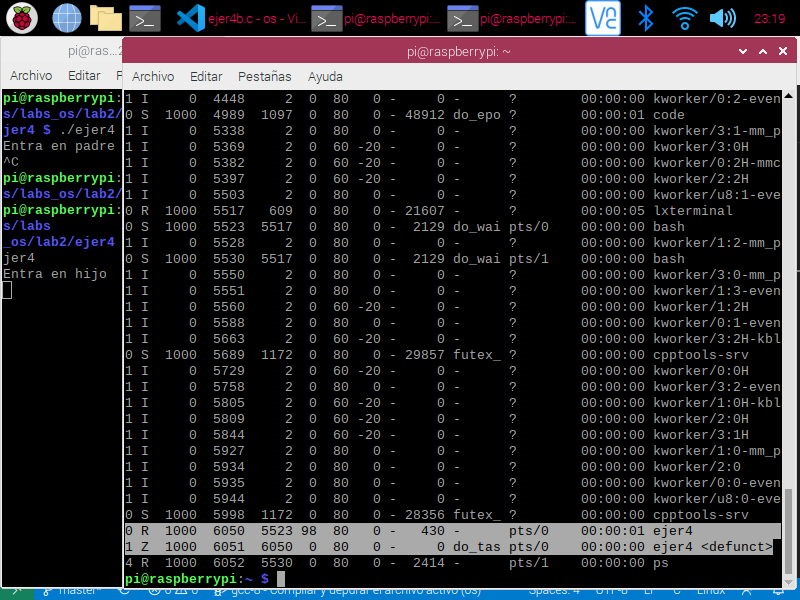 ejer4b.c - os - Vi...
pi@raspberrypi:...
pi@raspberrypi:...
23:19
pi@ras...2
Archivo Editar P
pi@raspberrypi:
s/labs_os/lab2/
jer4 $ ./ejer4
Entra en padre
^C
pi@raspberrypi:
s/labs_os/lab2/
pi@raspberrypi:
s/labs
_os/lab2/ejer4
jer4
Entra en hijo
pi@raspberrypi: ~
Archivo Editar Pestañas Ayuda
1 I 0 4448 2 0 80 0 - 0 - ? 00:00:00 kworker/0:2-even
0 S 1000 4989 1097 0 80 0 - 48912 do_epo ? 00:00:01 code
1 I 0 5338 2 0 80 0 - 0 - ? 00:00:00 kworker/3:1-mm_p
1 I 0 5369 2 0 60 -20 - 0 - ? 00:00:00 kworker/3:0H
1 I 0 5382 2 0 60 -20 - 0 - ? 00:00:00 kworker/0:2H-mmc
1 I 0 5397 2 0 60 -20 - 0 - ? 00:00:00 kworker/2:2H
1 I 0 5503 2 0 80 0 - 0 - ? 00:00:00 kworker/u8:1-eve
0 R 1000 5517 609 0 80 0 - 21607 - ? 00:00:05 lxterminal
0 S 1000 5523 5517 0 80 0 - 2129 do_wai pts/0 00:00:00 bash
1 I 0 5528 2 0 80 0 - 0 - ? 00:00:00 kworker/1:2-mm_p
0 S 1000 5530 5517 0 80 0 - 2129 do_wai pts/1 00:00:00 bash
1 I 0 5550 2 0 80 0 - 0 - ? 00:00:00 kworker/3:0-mm_p
1 I 0 5551 2 0 80 0 - 0 - ? 00:00:00 kworker/1:3-even
1 I 0 5560 2 0 60 -20 - 0 - ? 00:00:00 kworker/1:2H
1 I 0 5588 2 0 80 0 - 0 - ? 00:00:00 kworker/0:1-even
1 I 0 5663 2 0 60 -20 - 0 - ? 00:00:00 kworker/3:2H-kbl
0 S 1000 5689 1172 0 80 0 - 29857 futex_ ? 00:00:00 cpptools-srv
1 I 0 5729 2 0 60 -20 - 0 - ? 00:00:00 kworker/0:0H
1 I 0 5758 2 0 80 0 - 0 - ? 00:00:00 kworker/3:2-even
1 I 0 5805 2 0 60 -20 - 0 - ? 00:00:00 kworker/1:0H-kbl
1 I 0 5809 2 0 60 -20 - 0 - ? 00:00:00 kworker/2:0H
1 I 0 5844 2 0 60 -20 - 0 - ? 00:00:00 kworker/3:1H
1 I 0 5927 2 0 80 0 - 0 - ? 00:00:00 kworker/1:0-mm_p
1 I 0 5934 2 0 80 0 - 0 - ? 00:00:00 kworker/2:0
1 I 0 5935 2 0 80 0 - 0 - ? 00:00:00 kworker/0:0-even
1 I 0 5944 2 0 80 0 - 0 - ? 00:00:00 kworker/u8:0-eve
0 S 1000 5998 1172 0 80 0 - 28356 futex_ ? 00:00:00 cpptools-srv
0 R 1000 6050 5523 98 80 0 - 430 - pts/0 00:00:01 ejer4
1 Z 1000 6051 6050 0 80 0 - 0 do_tas pts/0 00:00:00 ejer4 <defunct>
4 R 1000 6052 5530 0 80 0 - 2414 - pts/1 00:00:00 ps
pi@raspberrypi:~ $
master* 0 0 gcc-8 - Compilar y depurar el archivo activo (os) Spaces: 4 UTF-8 LF C Linux